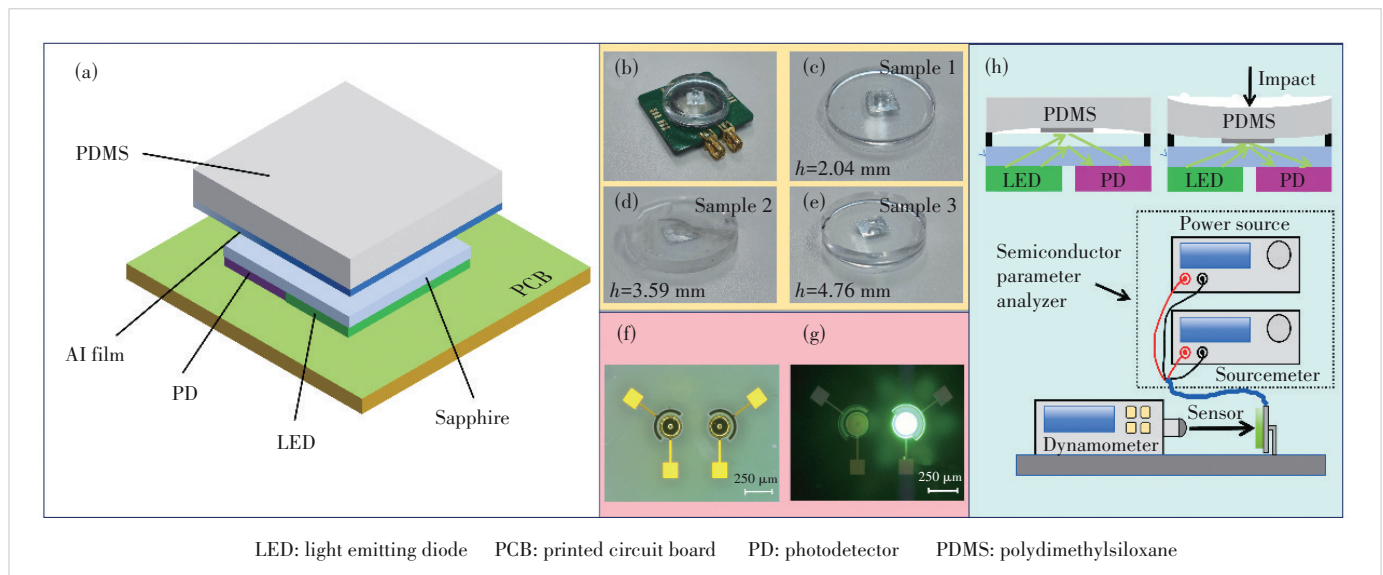 (a)
PDMS
PCB
AI film
PD
LED
Sapphire
(b)
(c)
Sample 1
h=2.04 mm
(d)
Sample 2
h=3.59 mm
(e)
Sample 3
h=4.76 mm
(f)
250 μm
(g)
250 μm
(h)
Impact
PDMS
PDMS
LED
PD
LED
PD
Power source
Semiconductor
parameter
analyzer
Sourcemeter
Sensor
Dynamometer
LED: light emitting diode PCB: printed circuit board PD: photodetector PDMS: polydimethylsiloxane